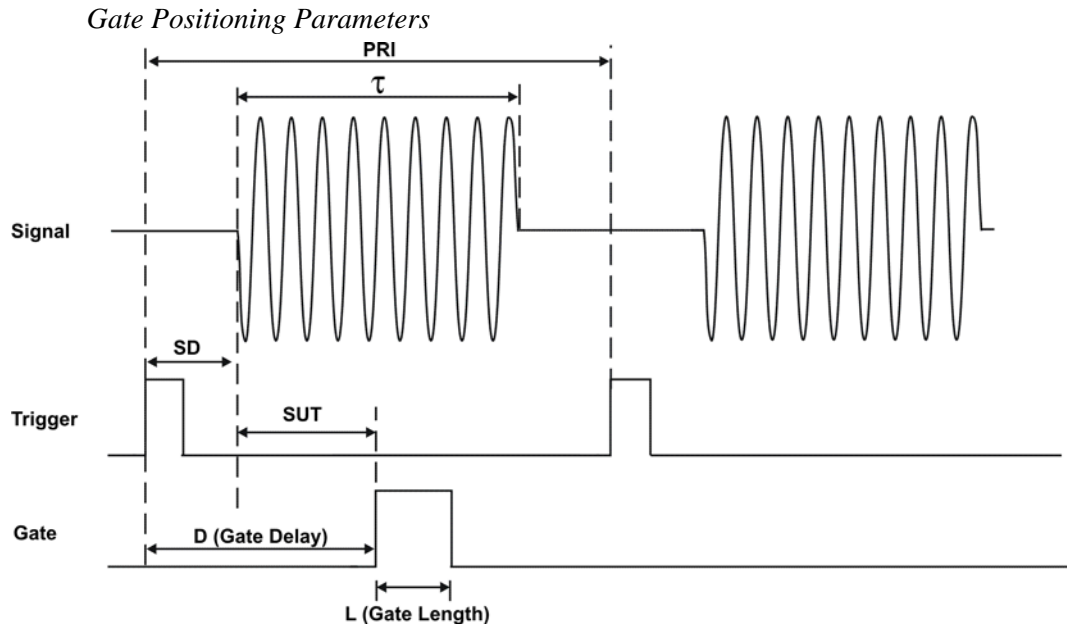 Gate Positioning Parameters
PRI
τ
Signal
SD
Trigger
SUT
Gate
D (Gate Delay)
L (Gate Length)